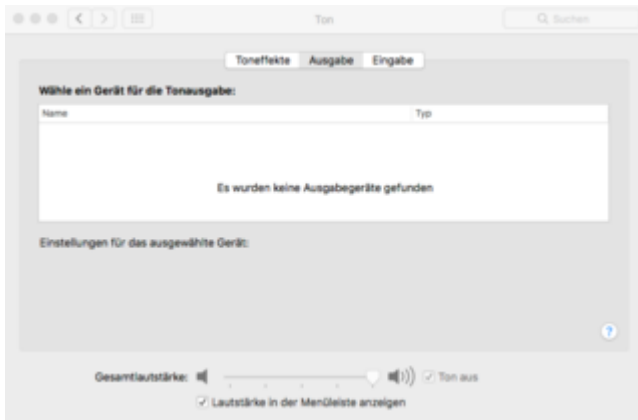 Ton
Suchen
Toneffekte Ausgabe Eingabe
Wähle ein Gerät für die Tonausgabe:
Name Typ
Es wurden keine Ausgabegeräte gefunden
Einstellungen für das ausgewählte Gerät:
?
Gesamtlautstärke: Ton aus
Lautstärke in der Menüleiste anzeigen